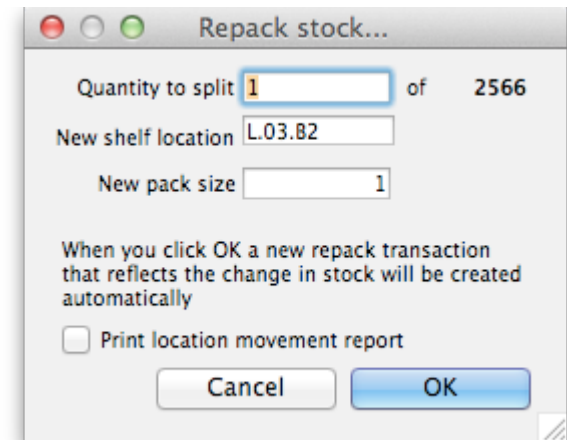 Repack stock...
Quantity to split 1 of 2566
New shelf location L.03.B2
New pack size 1
When you click OK a new repack transaction
that reflects the change in stock will be created
automatically
Print location movement report
Cancel OK